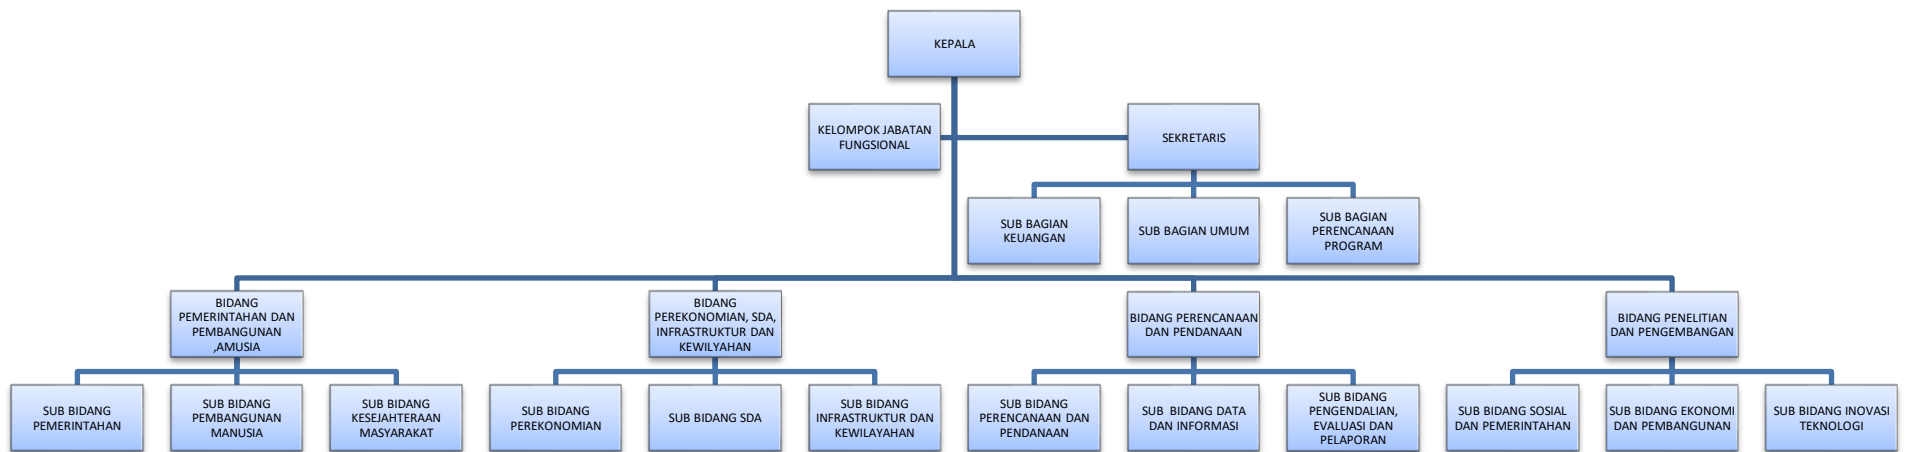 KEPALA
KELOMPOK JABATAN
FUNGSIONAL
SEKRETARIS
SUB BAGIAN
KEUANGAN
SUB BAGIAN UMUM
SUB BAGIAN
PERENCANAAN
PROGRAM
BIDANG
PEMERINTAHAN DAN
PEMBANGUNAN
,AMUSIA
BIDANG
PEREKONOMIAN, SDA,
INFRASTRUKTUR DAN
KEWILYAHAN
BIDANG PERENCANAAN
DAN PENDANAAN
BIDANG PENELITIAN
DAN PENGEMBANGAN
SUB BIDANG
PEMERINTAHAN
SUB BIDANG
PEMBANGUNAN
MANUSIA
SUB BIDANG
KESEJAHTERAAN
MASYARAKAT
SUB BIDANG
PEREKONOMIAN
SUB BIDANG SDA
SUB BIDANG
INFRASTRUKTUR DAN
KEWILAYAHAN
SUB BIDANG
PERENCANAAN DAN
PENDANAAN
SUB  BIDANG DATA
DAN INFORMASI
SUB BIDANG
PENGENDALIAN,
EVALUASI DAN
PELAPORAN
SUB BIDANG SOSIAL
DAN PEMERINTAHAN
SUB BIDANG EKONOMI
DAN PEMBANGUNAN
SUB BIDANG INOVASI
TEKNOLOGI